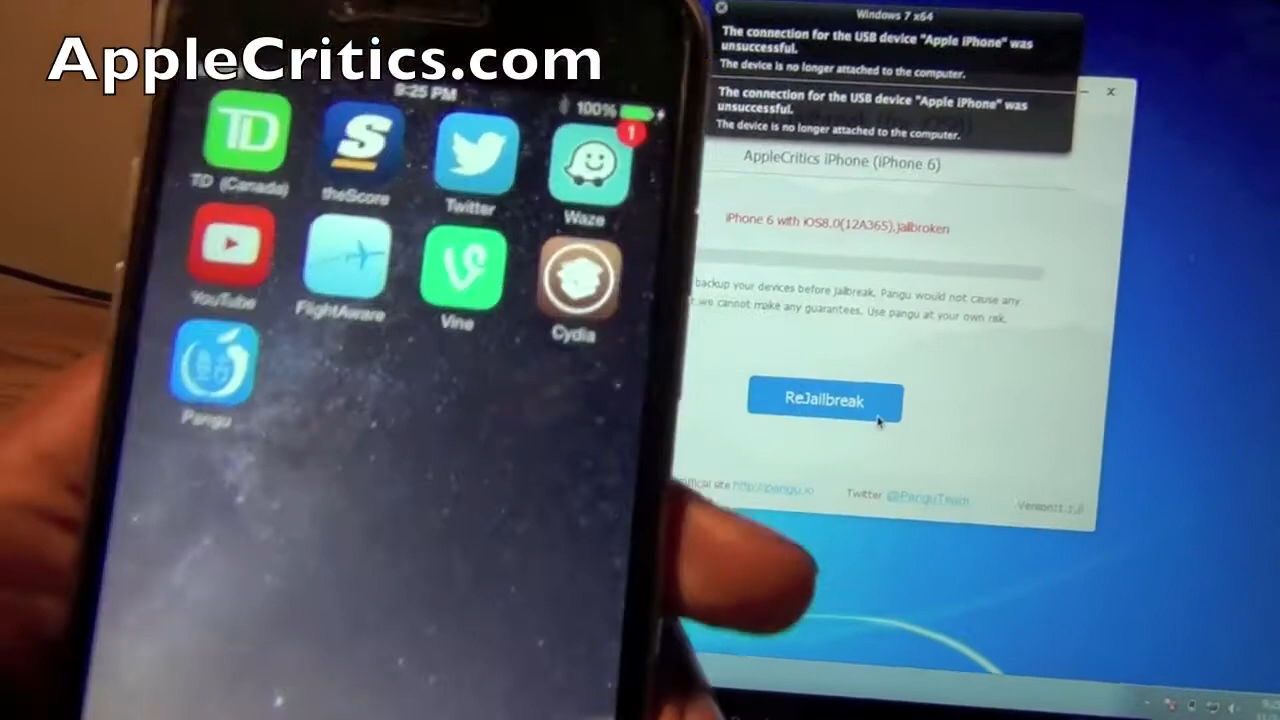 AppleCritics.com
9:25 PM
100%
TD
TD (Canada)
S
theScore
Twitter
1
Waze
YouTube
FlightAware
Vine
Cydia
Pangu
Windows 7 x64
The connection for the USB device "Apple iPhone" was
unsuccessful.
The device is no longer attached to the computer.
The connection for the USB device "Apple iPhone" was
unsuccessful.
The device is no longer attached to the computer.
AppleCritics iPhone (iPhone 6)
iPhone 6 with iOS8.0(12A365),Jailbroken
backup your devices before Jailbreak. Pangu would not cause any
we cannot make any guarantees. Use pangu at your own risk.
ReJailbreak
official site http://pangu.io
Twitter @PanguTeam